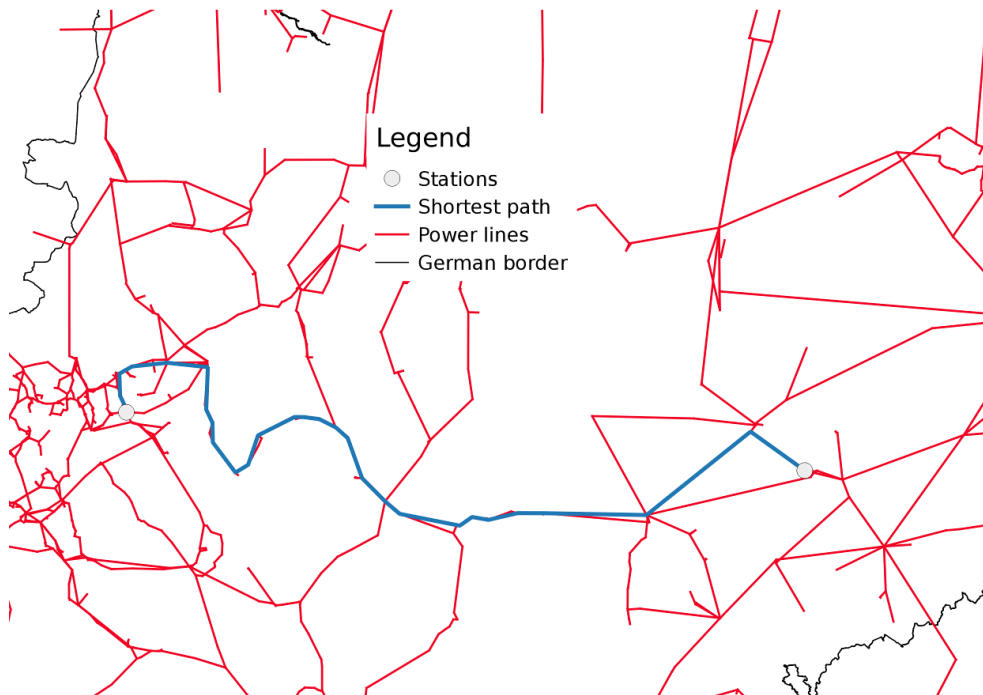 Legend
Stations
Shortest path
Power lines
German border